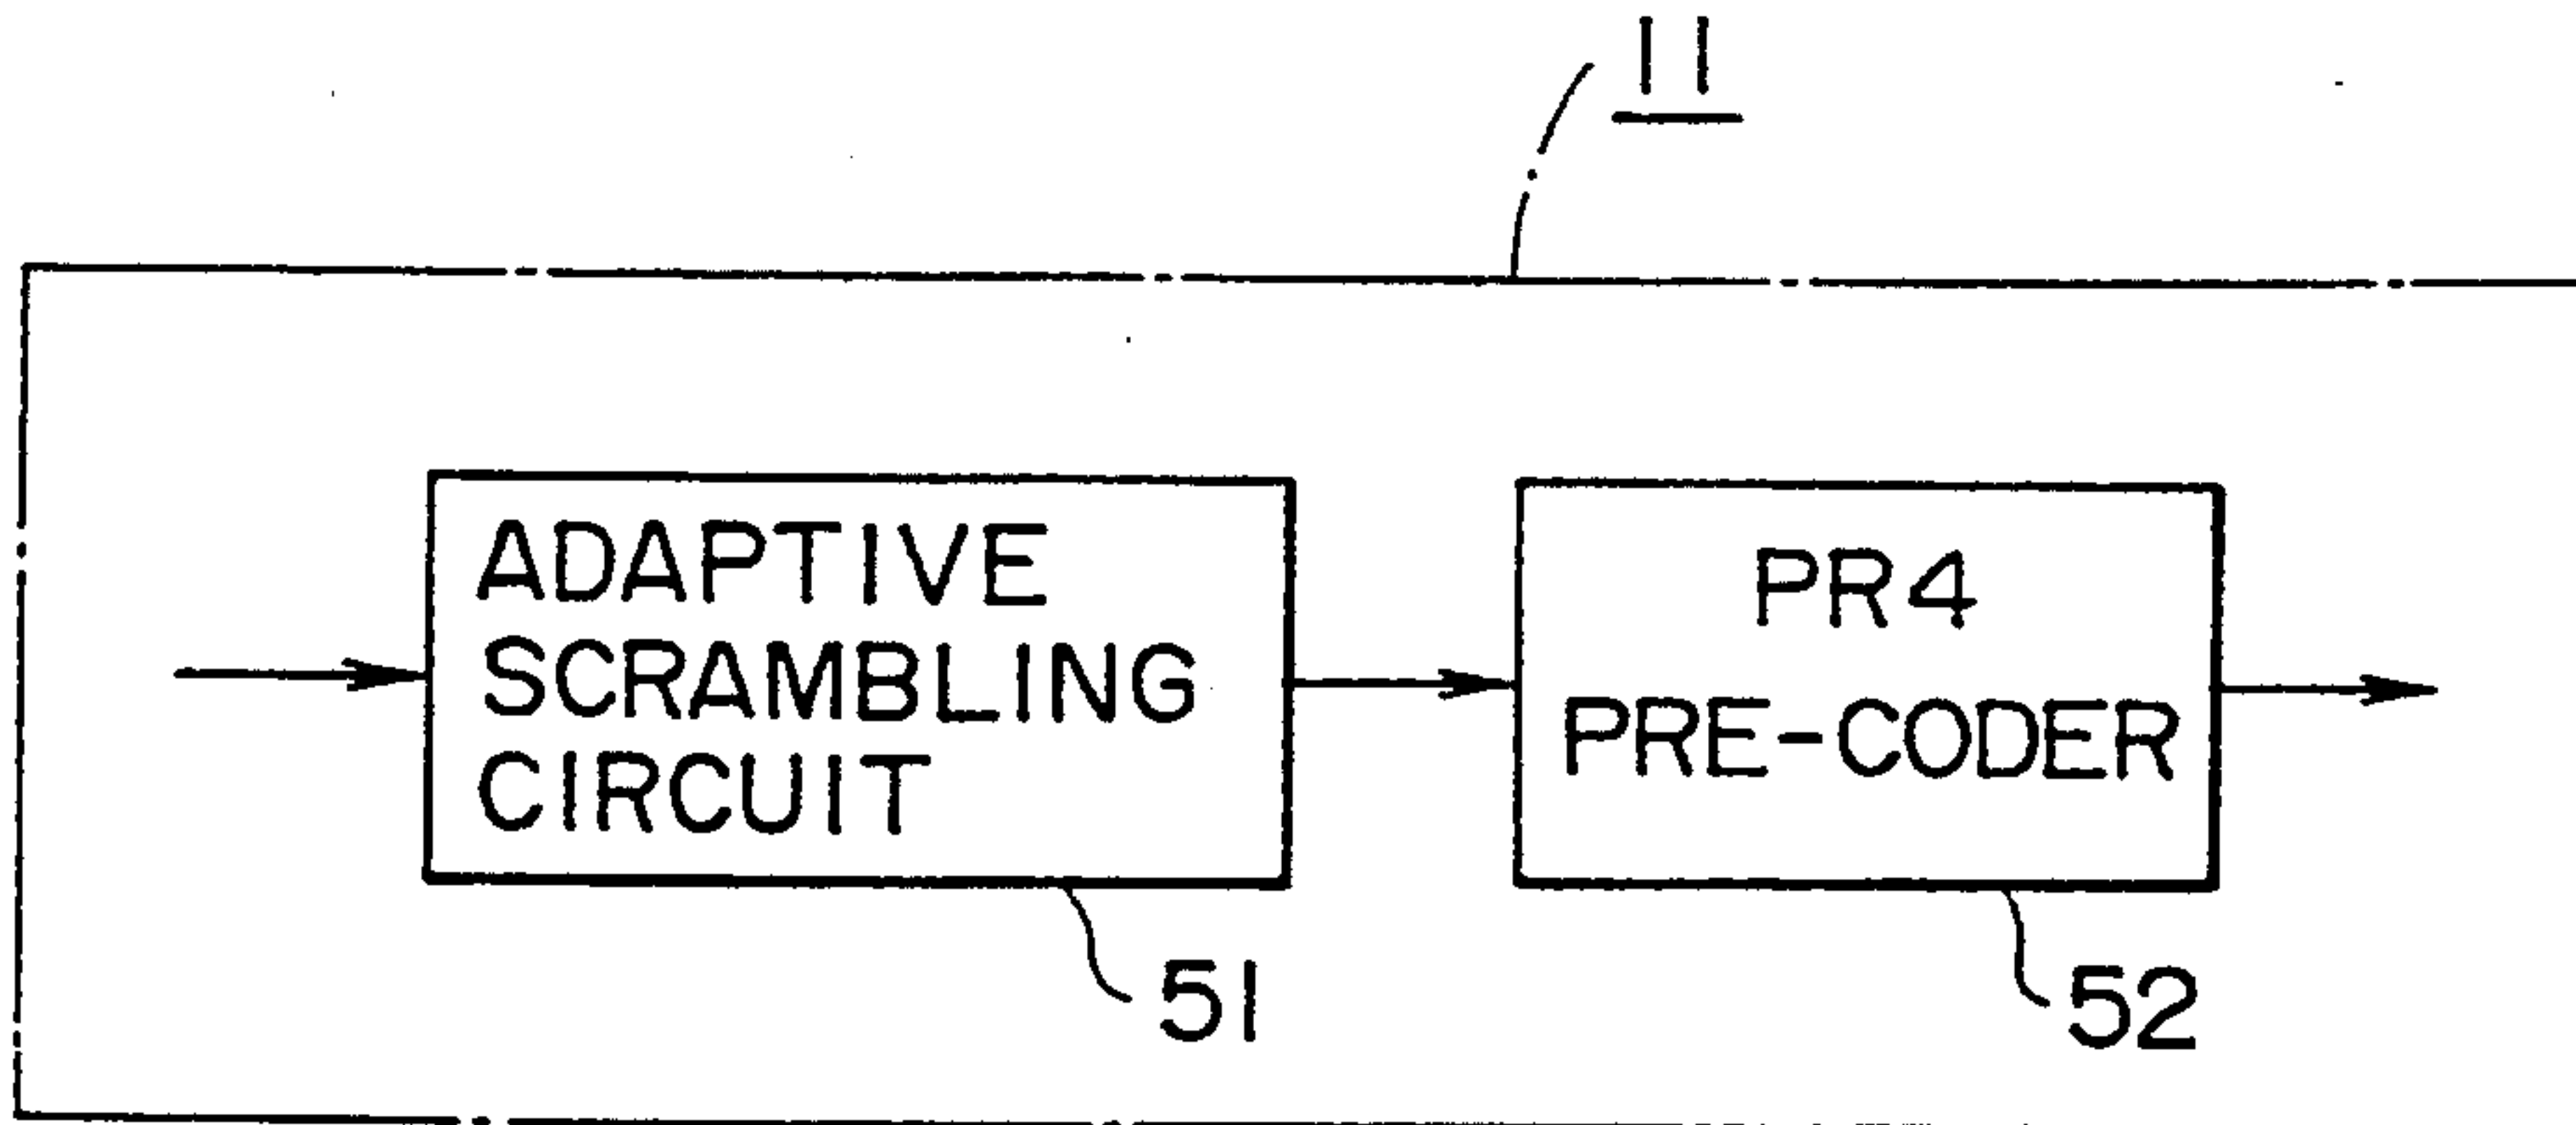 11
ADAPTIVE
SCRAMBLING
CIRCUIT
PR4
PRE-CODER
51
52